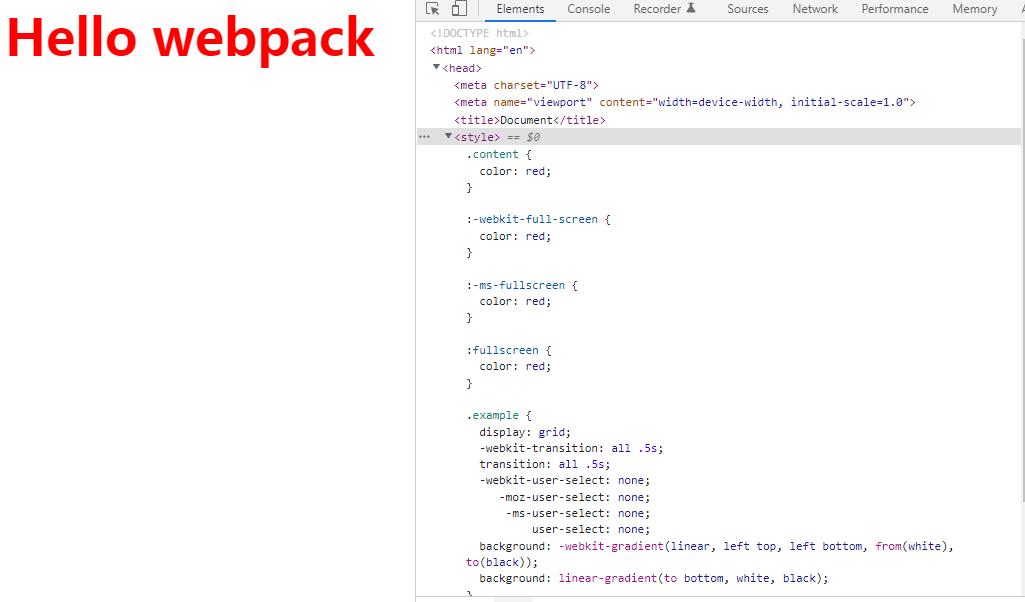 Hello webpack
Elements Console Recorder Sources Network Performance Memory
<!DOCTYPE html>
<html lang="en">
<head>
<meta charset="UTF-8">
<meta name="viewport" content="width=device-width, initial-scale=1.0">
<title>Document</title>
<style> == $0
.content {
color: red;
}
:-webkit-full-screen {
color: red;
}
:-ms-fullscreen {
color: red;
}
:fullscreen {
color: red;
}
.example {
display: grid;
-webkit-transition: all .5s;
transition: all .5s;
-webkit-user-select: none;
-moz-user-select: none;
-ms-user-select: none;
user-select: none;
background: -webkit-gradient(linear, left top, left bottom, from(white),
to(black));
background: linear-gradient(to bottom, white, black);
}